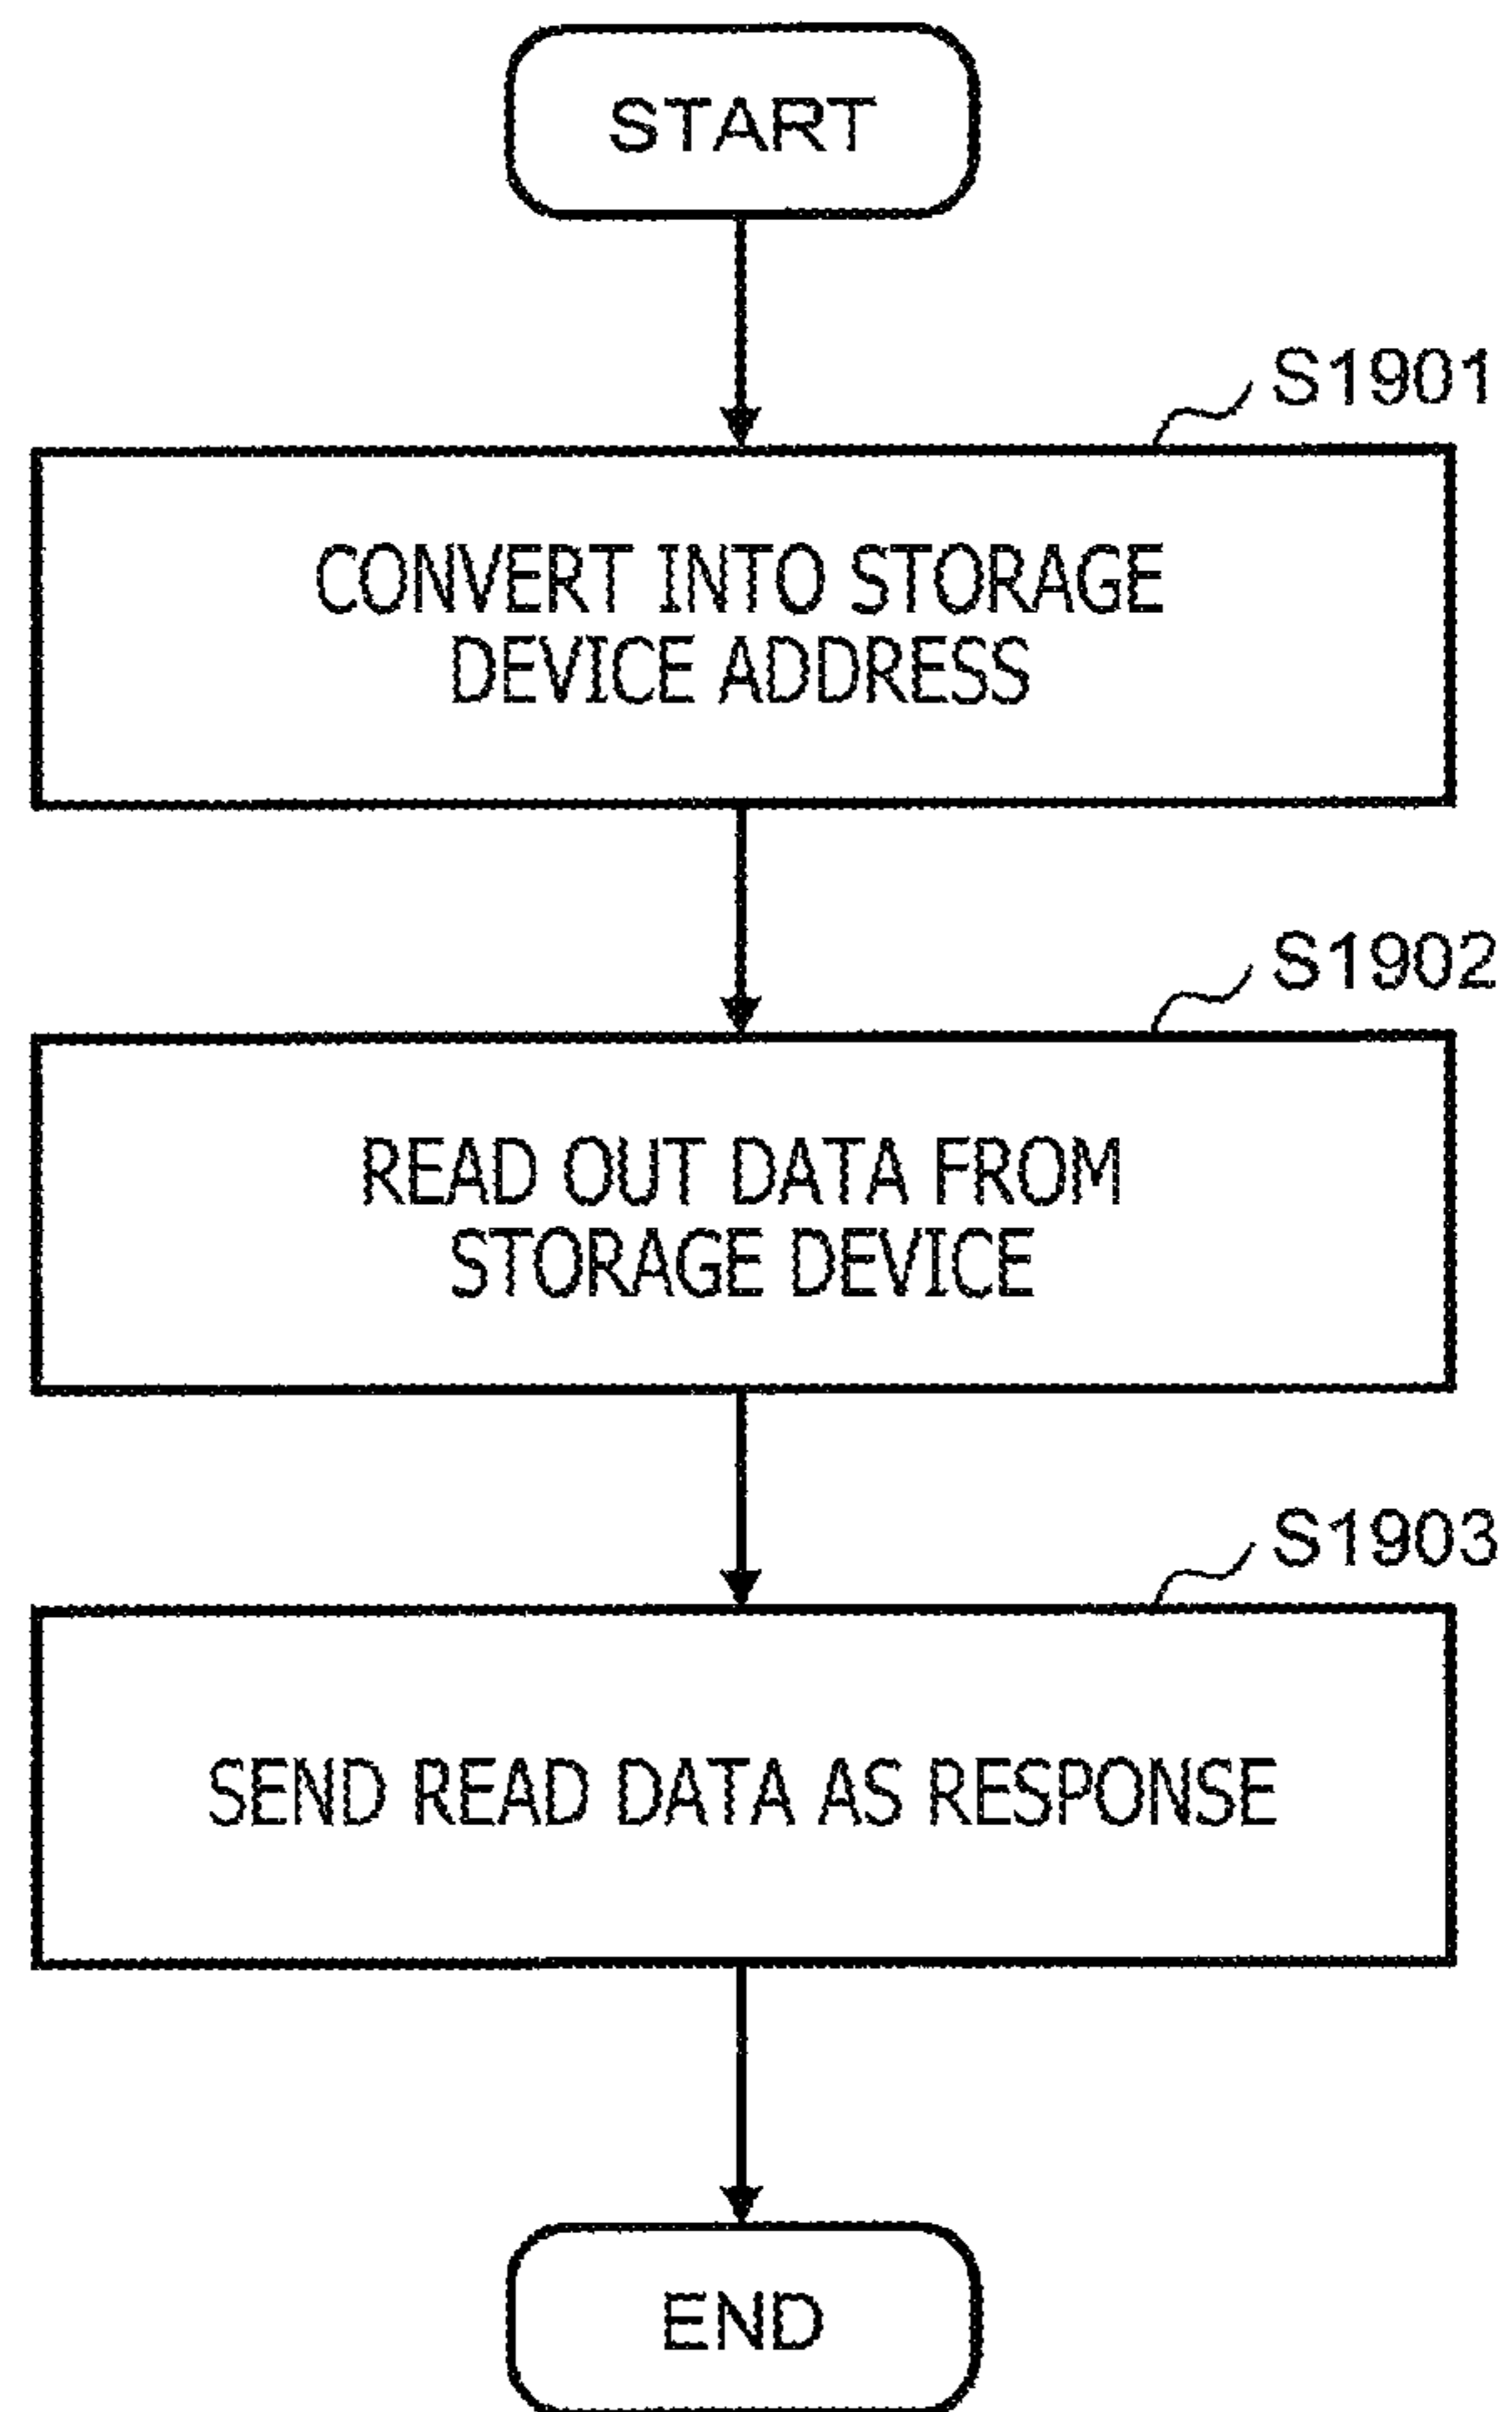 START
S1901
CONVERT INTO STORAGE
DEVICE ADDRESS
S1902
READ OUT DATA FROM
STORAGE DEVICE
S1903
SEND READ DATA AS RESPONSE
END